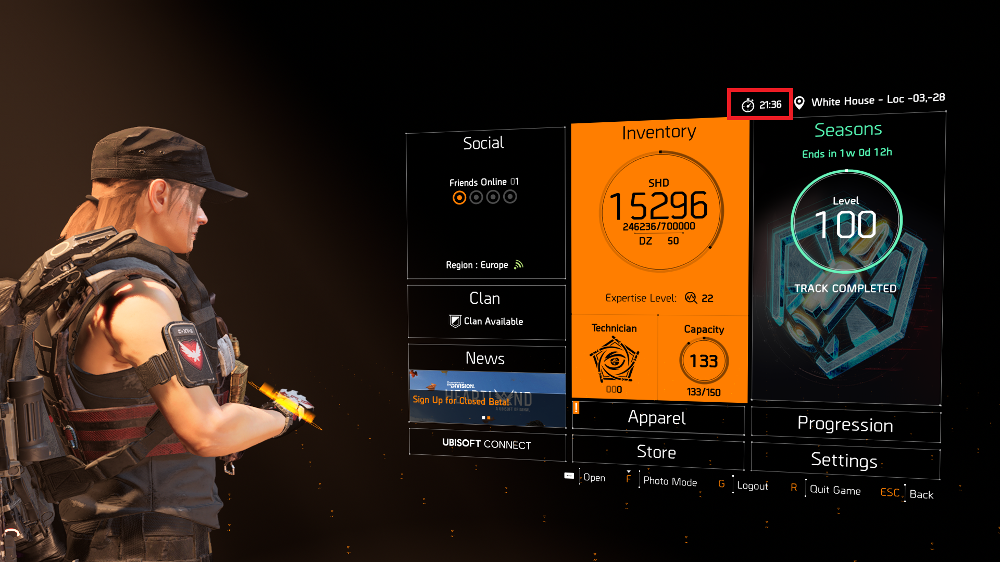 21:36
White House - Loc -03,-28
Social
Friends Online 01
Region : Europe
Clan
Clan Available
News
TOM CLANCY'S
THE DIVISION
HEARTLAND
A UBISOFT ORIGINAL
Sign Up for Closed Beta!
UBISOFT CONNECT
Inventory
SHD
15296
246236/700000
DZ 50
Expertise Level: 22
Technician
000
Capacity
133
133/150
! Apparel
Store
Seasons
Ends in 1w 0d 12h
Level
100
TRACK COMPLETED
Progression
Settings
Open
F Photo Mode
G Logout
R Quit Game
ESC Back